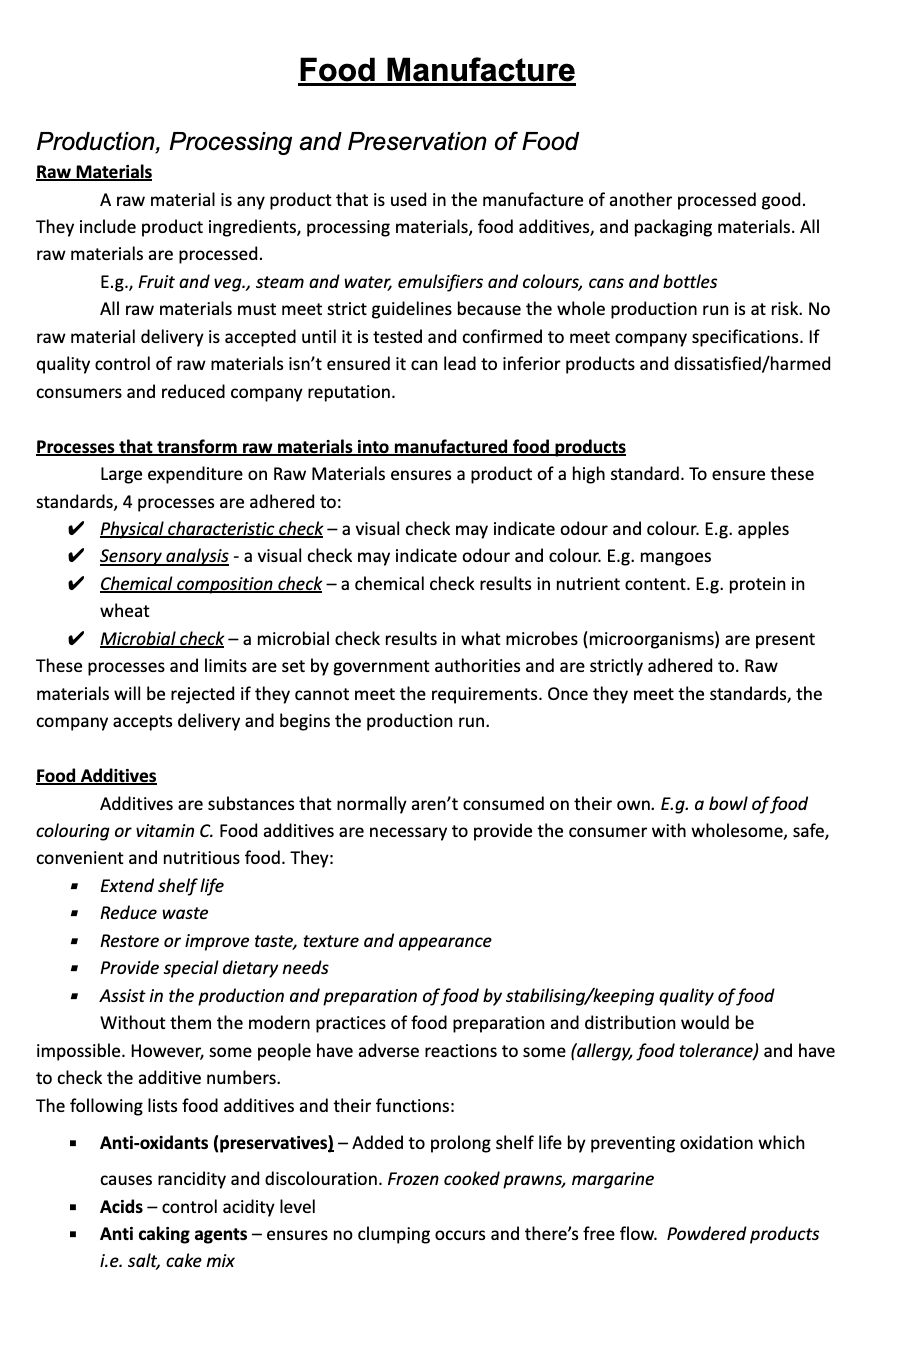 Food Manufacture
Production, Processing and Preservation of Food
Raw Materials
A raw material is any product that is used in the manufacture of another processed good.
They include product ingredients, processing materials, food additives, and packaging materials. All
raw materials are processed.
E.g., Fruit and veg., steam and water, emulsifiers and colours, cans and bottles
All raw materials must meet strict guidelines because the whole production run is at risk. No
raw material delivery is accepted until it is tested and confirmed to meet company specifications. If
quality control of raw materials isn’t ensured it can lead to inferior products and dissatisfied/harmed
consumers and reduced company reputation.
Processes that transform raw materials into manufactured food products
Large expenditure on Raw Materials ensures a product of a high standard. To ensure these
standards, 4 processes are adhered to:
✔ Physical characteristic check – a visual check may indicate odour and colour. E.g. apples
✔ Sensory analysis - a visual check may indicate odour and colour. E.g. mangoes
✔ Chemical composition check – a chemical check results in nutrient content. E.g. protein in
wheat
✔ Microbial check – a microbial check results in what microbes (microorganisms) are present
These processes and limits are set by government authorities and are strictly adhered to. Raw
materials will be rejected if they cannot meet the requirements. Once they meet the standards, the
company accepts delivery and begins the production run.
Food Additives
Additives are substances that normally aren’t consumed on their own. E.g. a bowl of food
colouring or vitamin C. Food additives are necessary to provide the consumer with wholesome, safe,
convenient and nutritious food. They:
▪ Extend shelf life
▪ Reduce waste
▪ Restore or improve taste, texture and appearance
▪ Provide special dietary needs
▪ Assist in the production and preparation of food by stabilising/keeping quality of food
Without them the modern practices of food preparation and distribution would be
impossible. However, some people have adverse reactions to some (allergy, food tolerance) and have
to check the additive numbers.
The following lists food additives and their functions:
▪ Anti-oxidants (preservatives) – Added to prolong shelf life by preventing oxidation which
causes rancidity and discolouration. Frozen cooked prawns, margarine
▪ Acids – control acidity level
▪ Anti caking agents – ensures no clumping occurs and there’s free flow. Powdered products
i.e. salt, cake mix